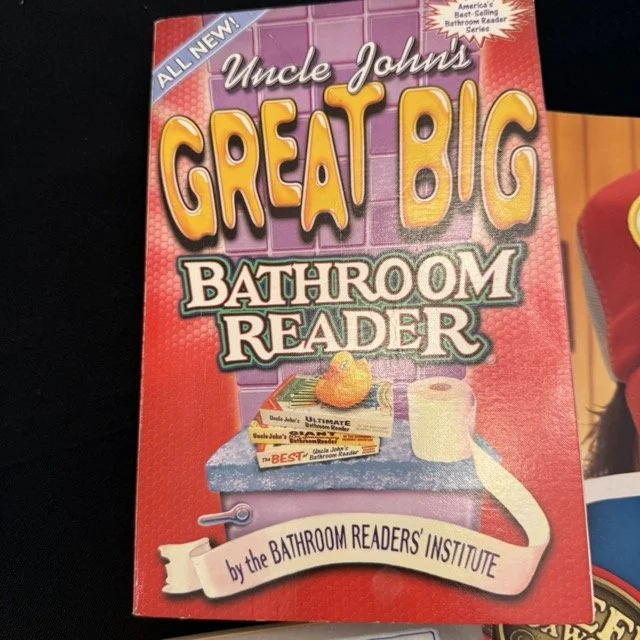 ALL NEW!
America's
Best-Selling
Bathroom Reader
Series
Uncle John's
GREAT BIG
BATHROOM
READER
Uncle John's ULTIMATE
Bathroom Reader
Uncle John's GIANT
Bathroom Reader
The BEST of Uncle John's
Bathroom Reader
by the BATHROOM READERS' INSTITUTE